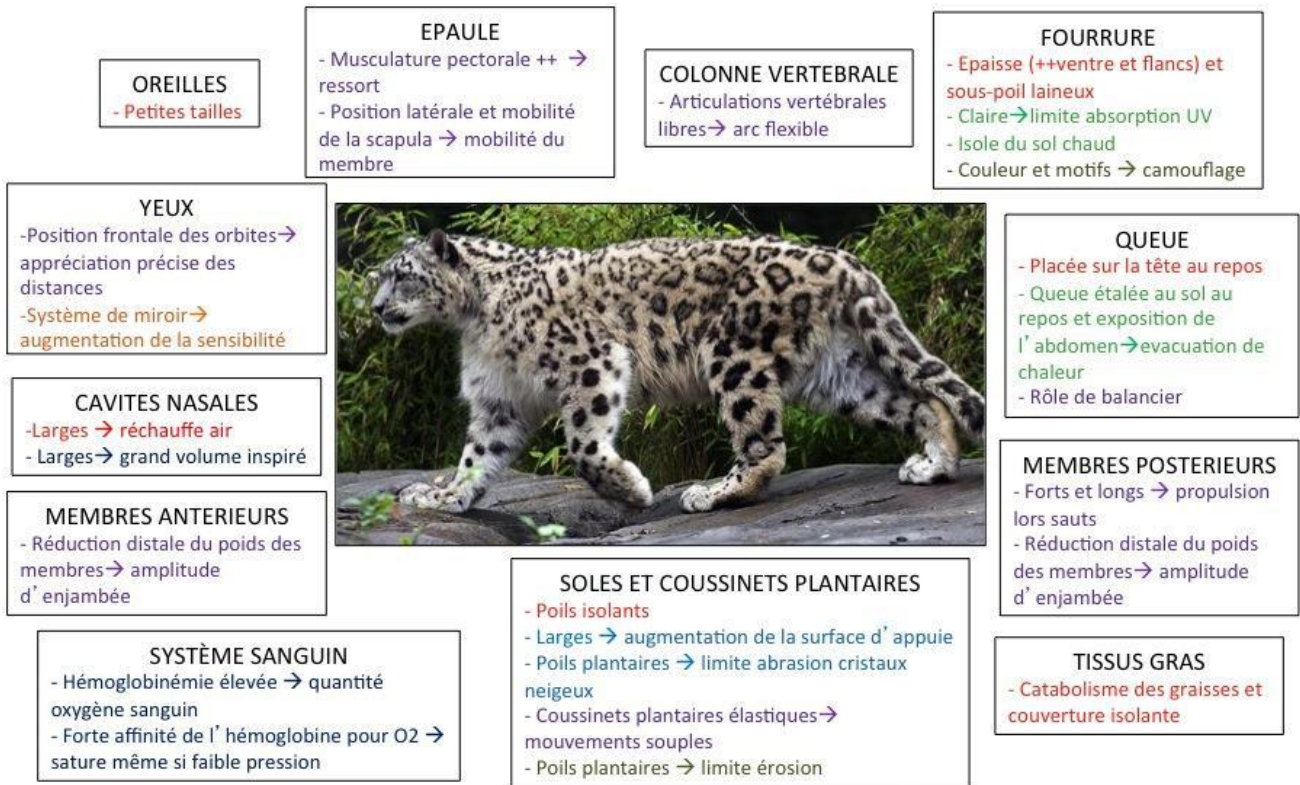 EPAULE
- Musculature pectorale ++ →
ressort
- Position latérale et mobilité
de la scapula → mobilité du
membre
OREILLES
- Petites tailles
COLONNE VERTEBRALE
- Articulations vertébrales
libres→ arc flexible
FOURRURE
- Epaisse (++ventre et flancs) et
sous-poil laineux
- Claire→limite absorption UV
- Isole du sol chaud
- Couleur et motifs → camouflage
YEUX
-Position frontale des orbites→
appréciation précise des
distances
-Système de miroir→
augmentation de la sensibilité
QUEUE
- Placée sur la tête au repos
- Queue étalée au sol au
repos et exposition de
l'abdomen→evacuation de
chaleur
- Rôle de balancier
CAVITES NASALES
-Larges → réchauffe air
- Larges→ grand volume inspiré
MEMBRES ANTERIEURS
- Réduction distale du poids des
membres→ amplitude
d'enjambée
MEMBRES POSTERIEURS
- Forts et longs → propulsion
lors sauts
- Réduction distale du poids
des membres→ amplitude
d'enjambée
SYSTÈME SANGUIN
- Hémoglobinémie élevée → quantité
oxygène sanguin
- Forte affinité de l'hémoglobine pour O2 →
sature même si faible pression
SOLES ET COUSSINETS PLANTAIRES
- Poils isolants
- Larges → augmentation de la surface d'appuie
- Poils plantaires → limite abrasion cristaux
neigeux
- Coussinets plantaires élastiques→
mouvements souples
- Poils plantaires → limite érosion
TISSUS GRAS
- Catabolisme des graisses et
couverture isolante